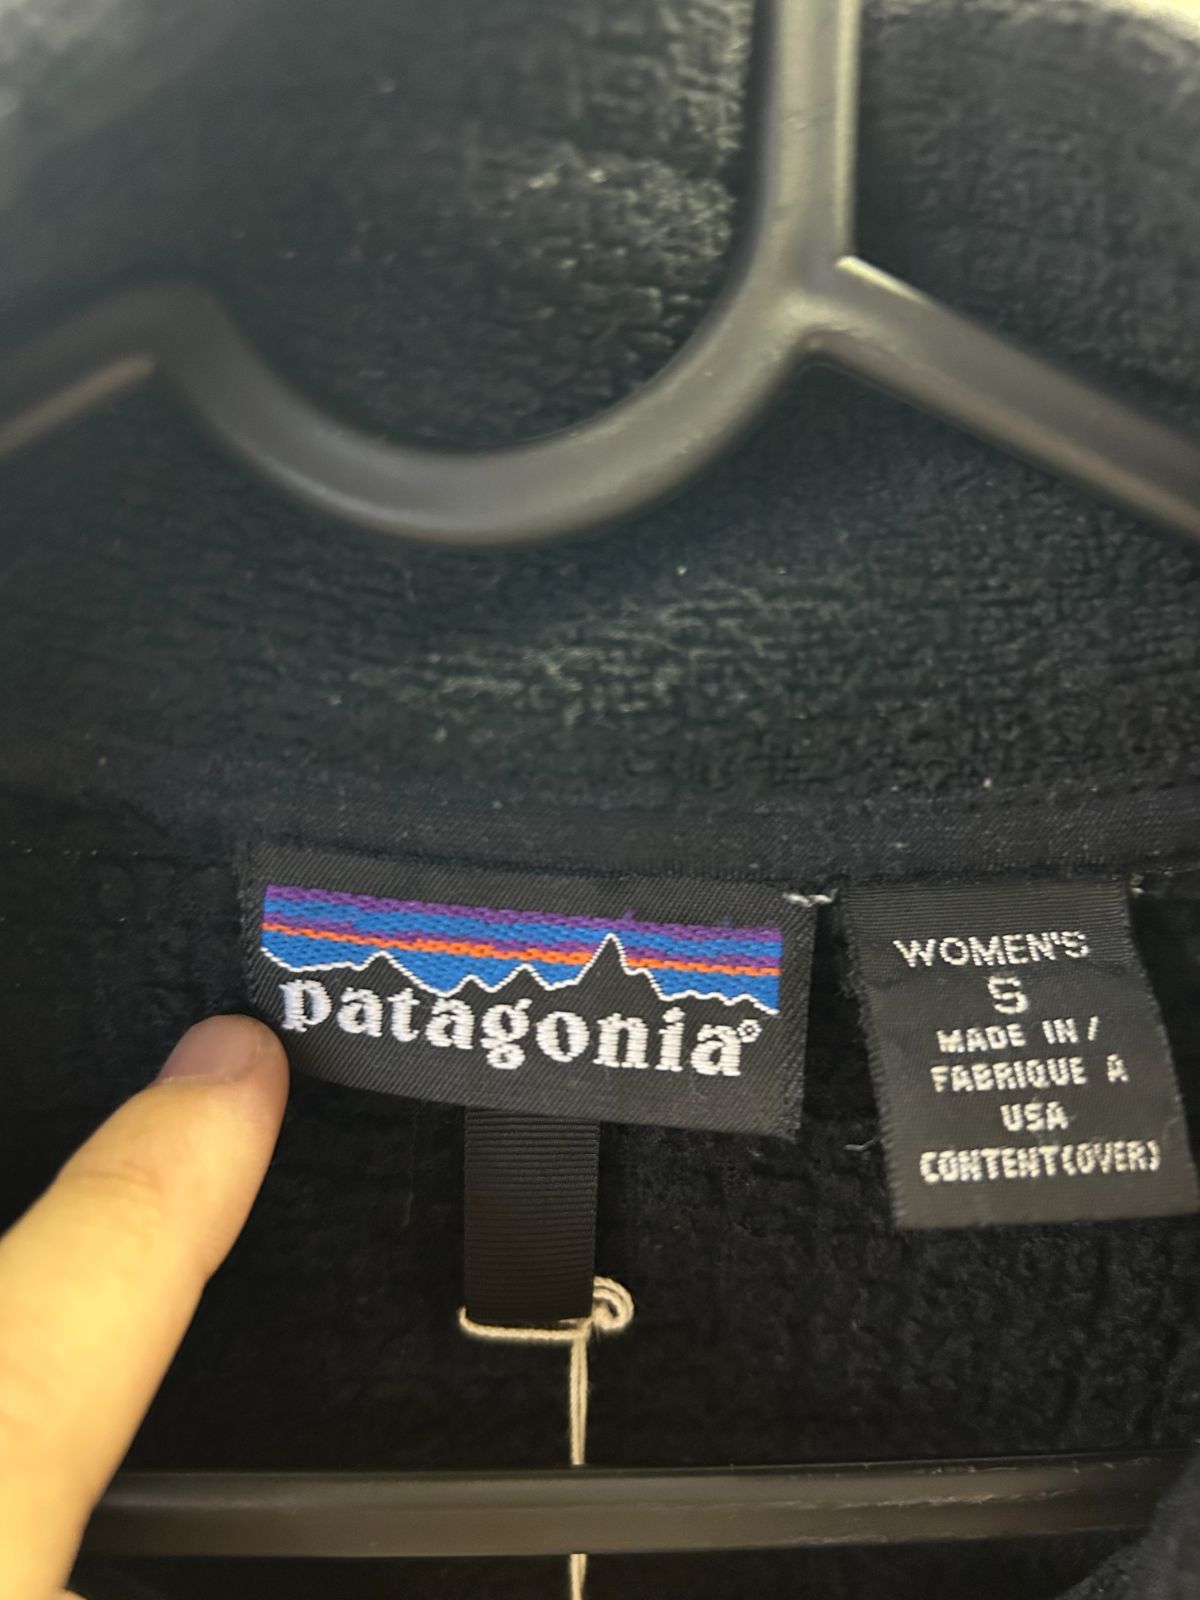 patagonia®
WOMEN'S
S
MADE IN/
FABRIQUE A
USA
CONTENT(OVER)